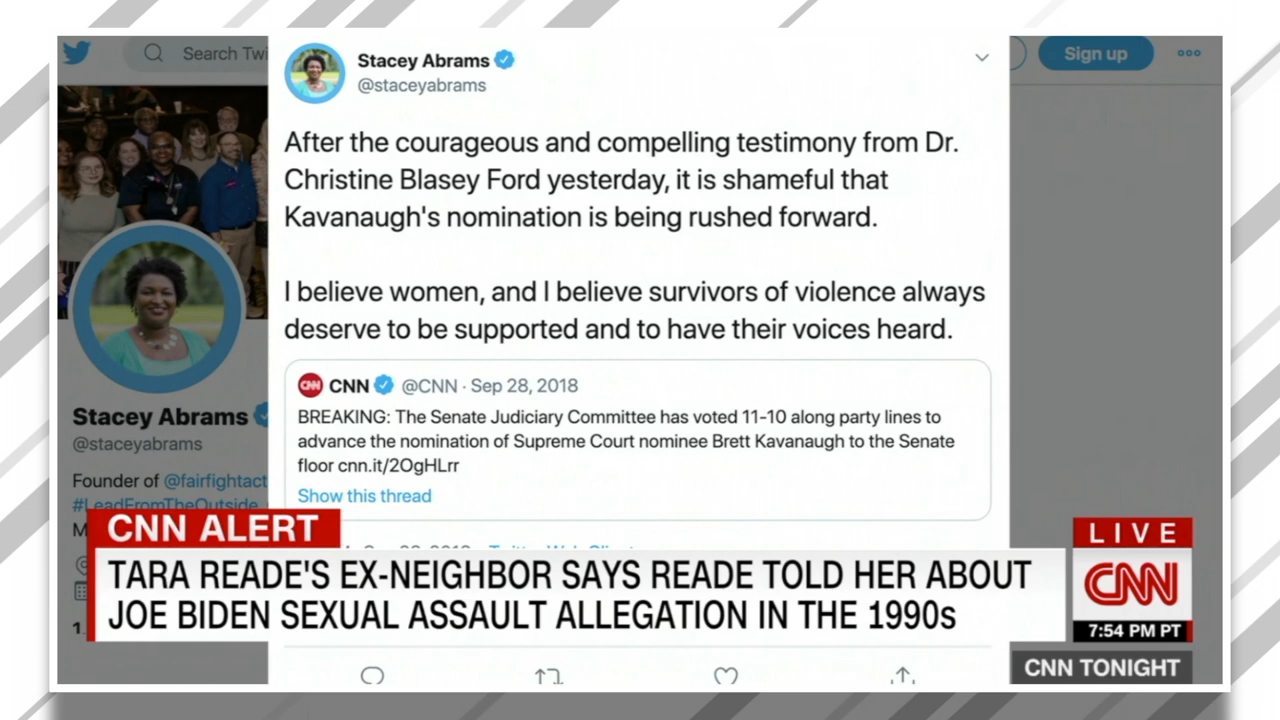 Search Twi
Sign up
Stacey Abrams
@staceyabrams
After the courageous and compelling testimony from Dr.
Christine Blasey Ford yesterday, it is shameful that
Kavanaugh's nomination is being rushed forward.
I believe women, and I believe survivors of violence always
deserve to be supported and to have their voices heard.
CNN CNN @CNN · Sep 28, 2018
BREAKING: The Senate Judiciary Committee has voted 11-10 along party lines to
advance the nomination of Supreme Court nominee Brett Kavanaugh to the Senate
floor cnn.it/2OgHLrr
Show this thread
Stacey Abrams
@staceyabrams
Founder of @fairfightact
#LeadFromTheOutside
M
1
CNN ALERT
TARA READE'S EX-NEIGHBOR SAYS READE TOLD HER ABOUT
JOE BIDEN SEXUAL ASSAULT ALLEGATION IN THE 1990s
LIVE
CNN
7:54 PM PT
CNN TONIGHT